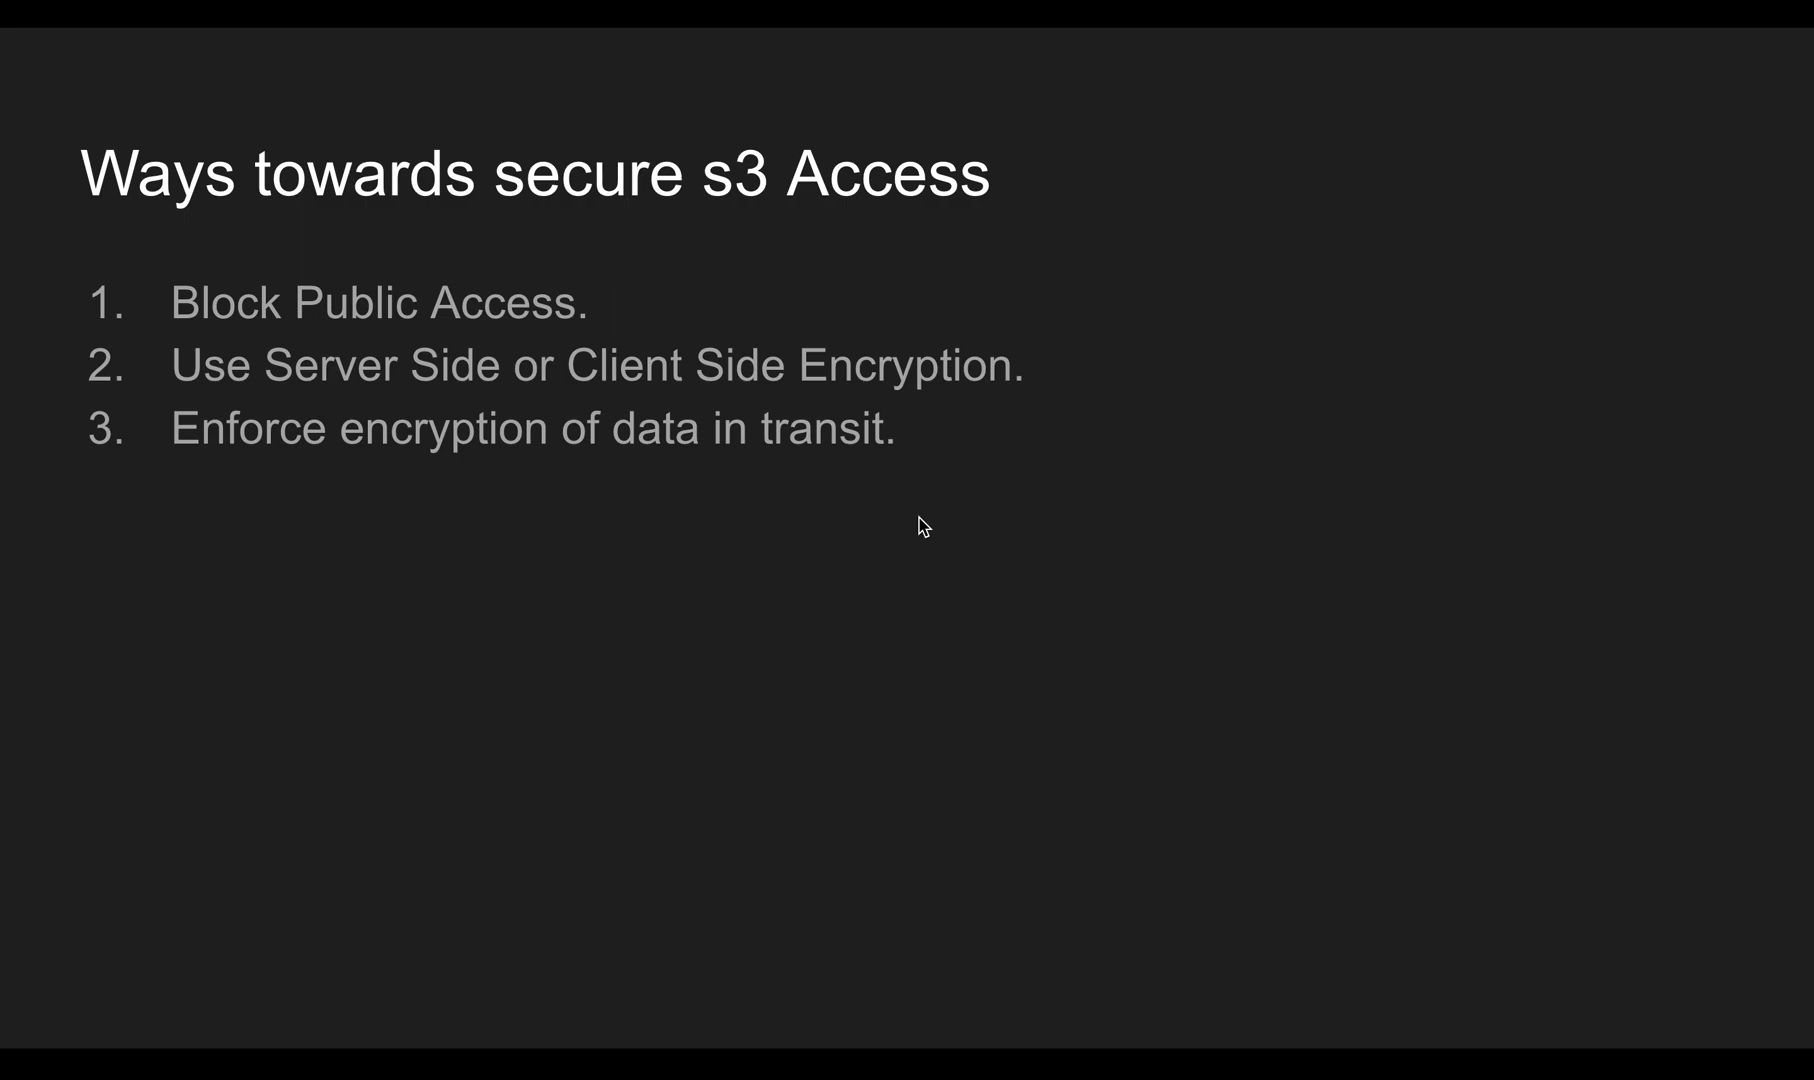 Ways towards secure s3 Access
1. Block Public Access.
2. Use Server Side or Client Side Encryption.
3. Enforce encryption of data in transit.